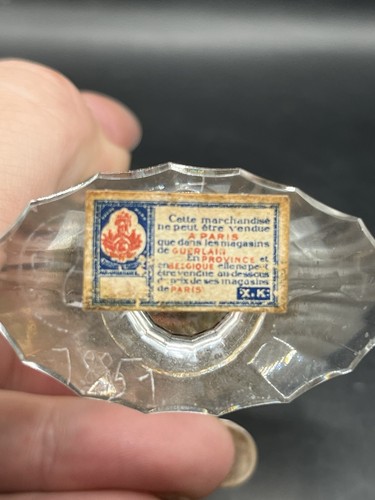 Cette marchandise
ne peut être vendue
A PARIS
que dans les magasins
de GUERLAIN
En PROVINCE et
en BELGIQUE elle ne peut
être vendue au-dessous
du prix de ses magasins
de PARIS
X.K.